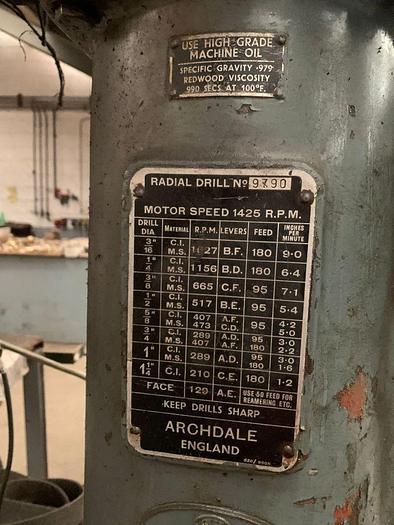 USE HIGH GRADE
MACHINE OIL
SPECIFIC GRAVITY ·979
REDWOOD VISCOSITY
990 SECS. AT 100°F.
RADIAL DRILL Nº 9790
MOTOR SPEED 1425 R.P.M.
DRILL DIA MATERIAL R.P.M. LEVERS FEED INCHES PER MINUTE
3"/16 C.I. M.S. 1627 B.F. 180 9·0
1"/4 C.I. M.S. 1156 B.D. 180 6·4
3"/8 C.I. M.S. 665 C.F. 95 7·1
1"/2 C.I. M.S. 517 B.E. 95 5·4
5"/8 C.I. 407 A.F. 95 4·2
M.S. 473 C.D. 5·0
3"/4 C.I. 289 A.D. 95 3·0
M.S. 407 A.F. 180 2·2
1" C.I. M.S. 289 A.D. 95 3·0
180 1·6
1 1/4" C.I. 210 C.E. 180 1·2
FACE 129 A.E. USE 50 FEED FOR
REAMERING ETC.
KEEP DRILLS SHARP
ARCHDALE
ENGLAND